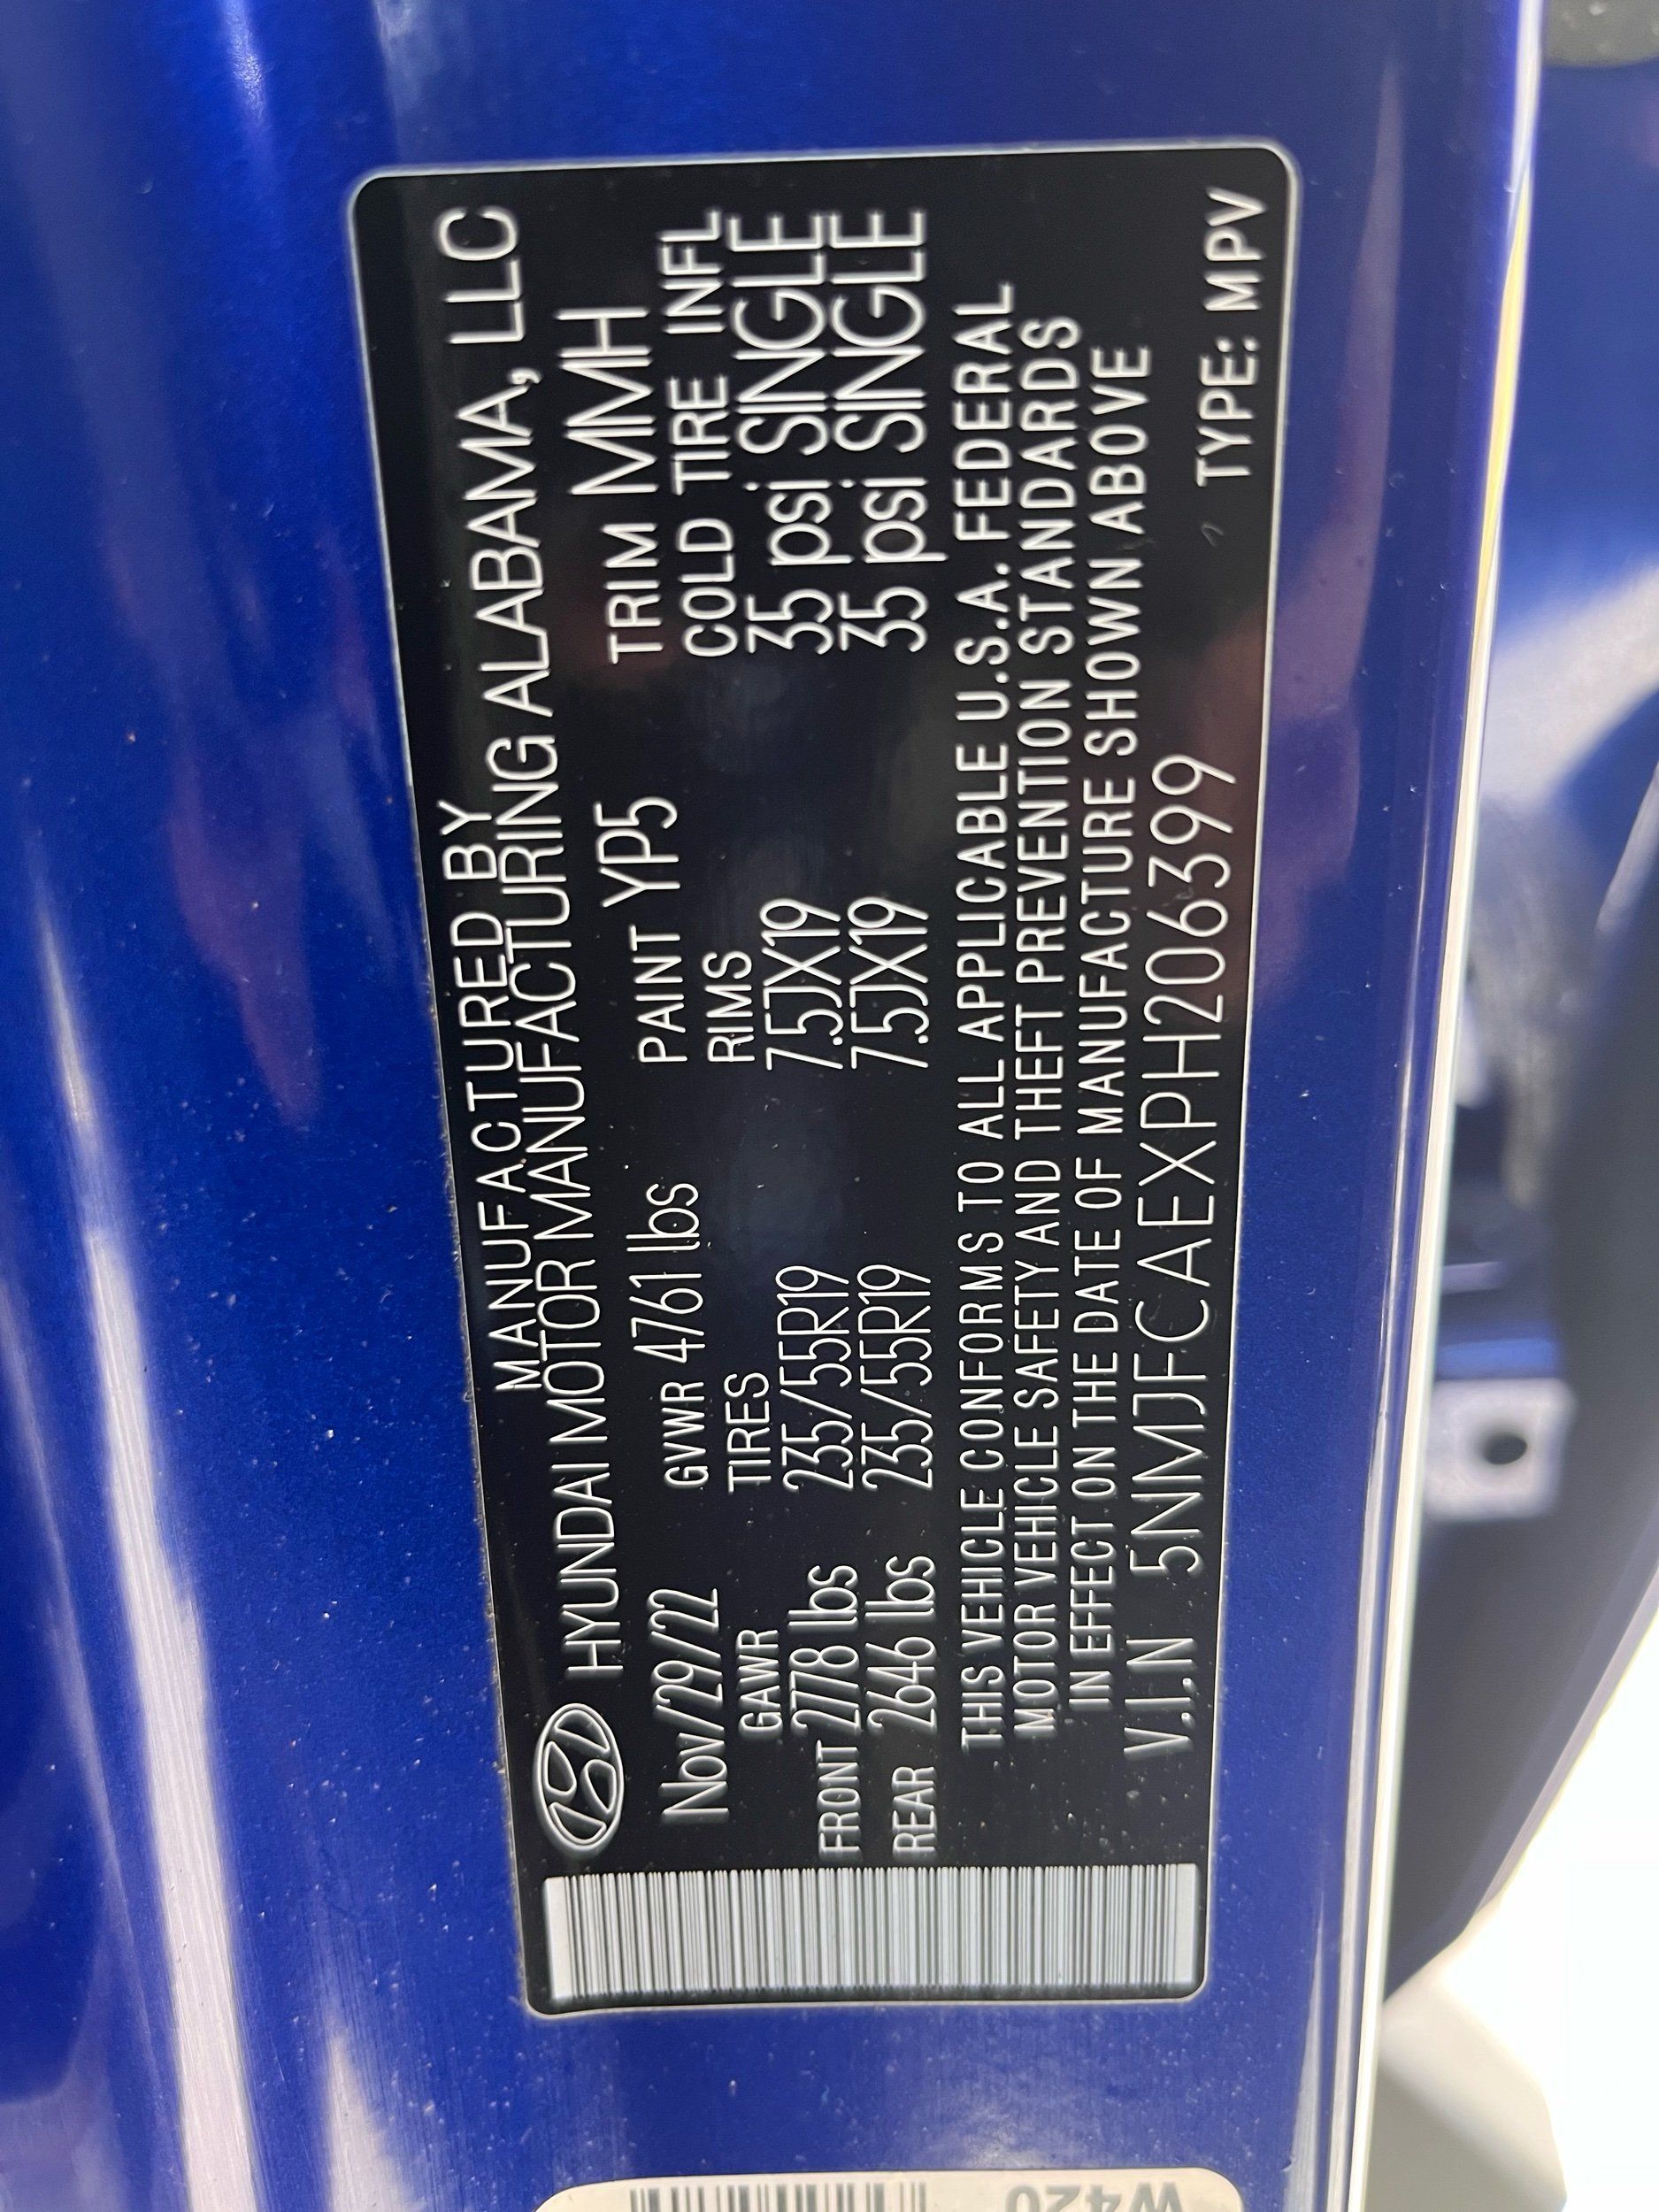 MANUFACTURED BY
HYUNDAI MOTOR MANUFACTURING ALABAMA, LLC
Nov/29/22 GVWR 4761 lbs PAINT YP5 TRIM MMH
GAWR TIRES RIMS COLD TIRE INFL
FRONT 2778 lbs 235/55R19 7.5JX19 35 psi SINGLE
REAR 2646 lbs 235/55R19 7.5JX19 35 psi SINGLE
THIS VEHICLE CONFORMS TO ALL APPLICABLE U.S.A. FEDERAL
MOTOR VEHICLE SAFETY AND THEFT PREVENTION STANDARDS
IN EFFECT ON THE DATE OF MANUFACTURE SHOWN ABOVE
V.I.N 5NMJFCAEXPH206399 TYPE: MPV
W420